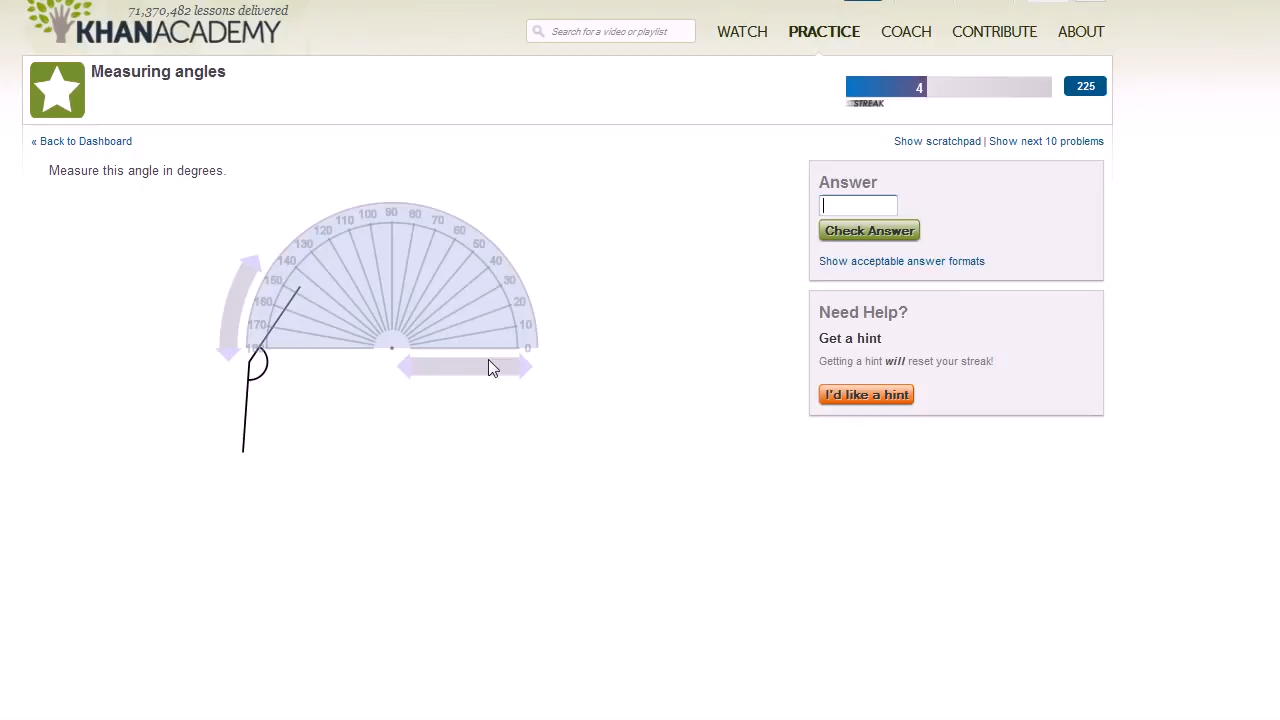 71,370,482 lessons delivered
KHANACADEMY
Search for a video or playlist
WATCH PRACTICE COACH CONTRIBUTE ABOUT
Measuring angles
4
STREAK
225
« Back to Dashboard
Show scratchpad | Show next 10 problems
Measure this angle in degrees.
180 170 160 150 140 130 120 110 100 90 80 70 60 50 40 30 20 10 0
Answer
Check Answer
Show acceptable answer formats
Need Help?
Get a hint
Getting a hint will reset your streak!
I'd like a hint